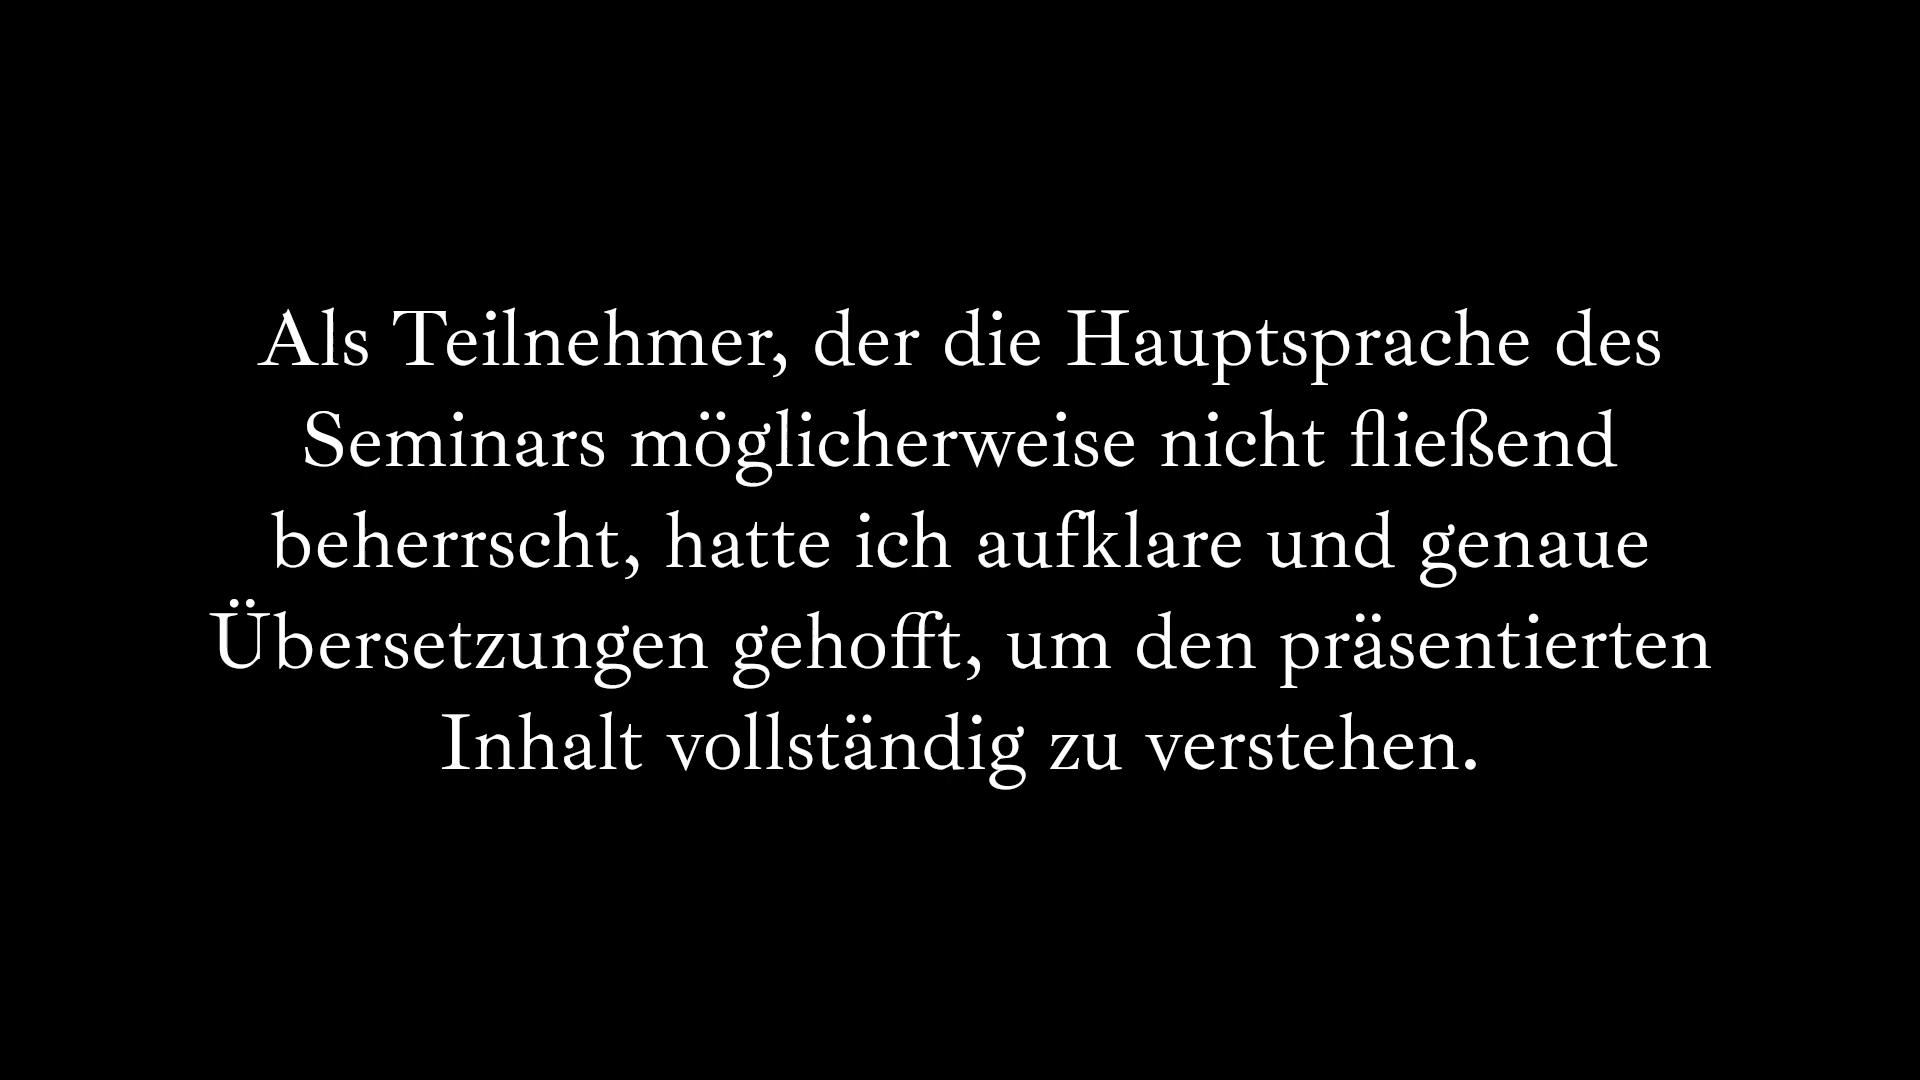 Als Teilnehmer, der die Hauptsprache des
Seminars möglicherweise nicht fließend
beherrscht, hatte ich aufklare und genaue
Übersetzungen gehofft, um den präsentierten
Inhalt vollständig zu verstehen.